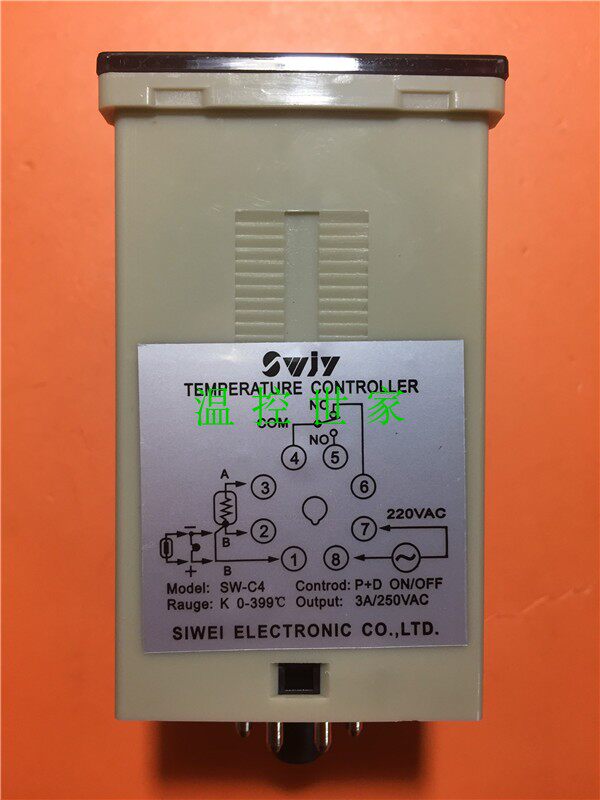 Swjy
TEMPERATURE CONTROLLER
温控世家
NC
COM
NO
4 5
A 3 6
2 7 220VAC
B
− 
+ B 1 8
Model: SW-C4 Controd: P+D ON/OFF
Rauge: K 0-399℃ Output: 3A/250VAC
SIWEI ELECTRONIC CO.,LTD.